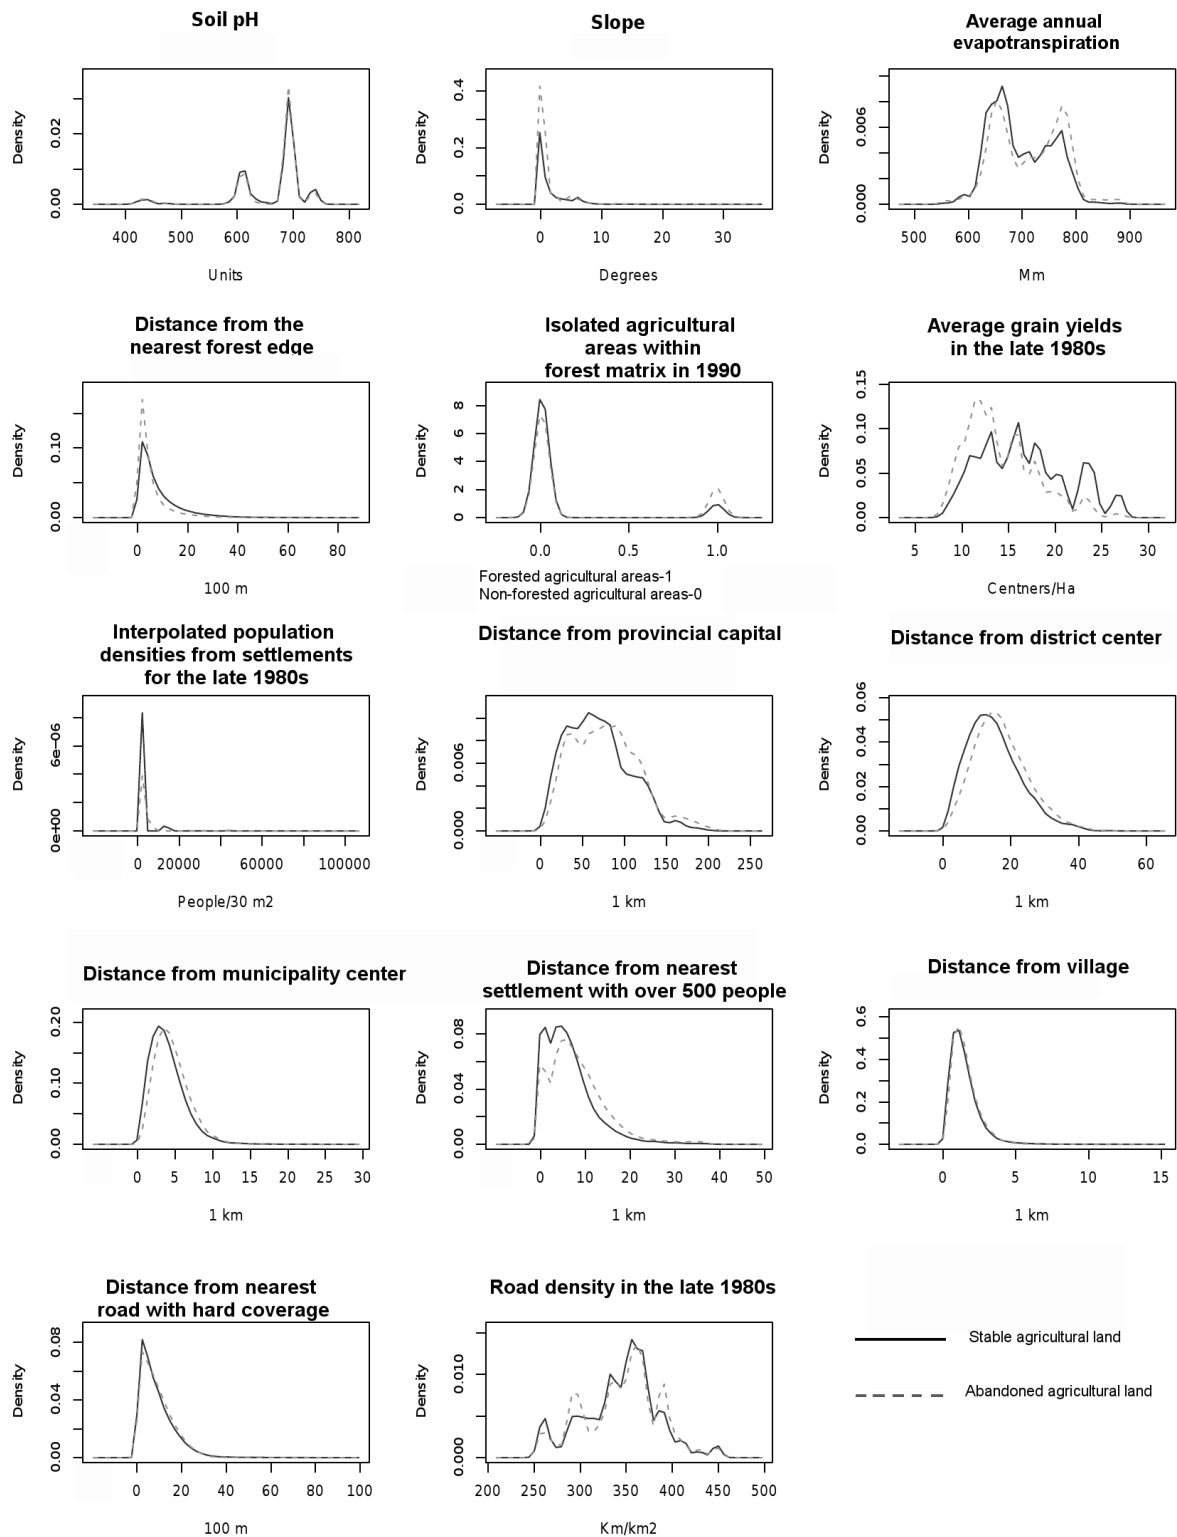 Soil pH
Density
0.00
0.02
400 500 600 700 800
Units
Slope
Density
0.0
0.2
0.4
0 10 20 30
Degrees
Average annual
evapotranspiration
Density
0.000
0.006
500 600 700 800 900
Mm
Distance from the
nearest forest edge
Density
0.00
0.10
0 20 40 60 80
100 m
Isolated agricultural
areas within
forest matrix in 1990
Density
0
2
4
6
8
0.0 0.5 1.0
Forested agricultural areas-1
Non-forested agricultural areas-0
Average grain yields
in the late 1980s
Density
0.00
0.05
0.10
0.15
5 10 15 20 25 30
Centners/Ha
Interpolated population
densities from settlements
for the late 1980s
Density
0e+00
6e−06
0 20000 60000 100000
People/30 m2
Distance from provincial capital
Density
0.000
0.006
0 50 100 150 200 250
1 km
Distance from district center
Density
0.00
0.02
0.04
0.06
0 20 40 60
1 km
Distance from municipality center
Density
0.00
0.10
0.20
0 5 10 15 20 25 30
1 km
Distance from nearest
settlement with over 500 people
Density
0.00
0.04
0.08
0 10 20 30 40 50
1 km
Distance from village
Density
0.0
0.2
0.4
0.6
0 5 10 15
1 km
Distance from nearest
road with hard coverage
Density
0.00
0.04
0.08
0 20 40 60 80 100
100 m
Road density in the late 1980s
Density
0.000
0.010
200 250 300 350 400 450 500
Km/km2
Stable agricultural land
Abandoned agricultural land